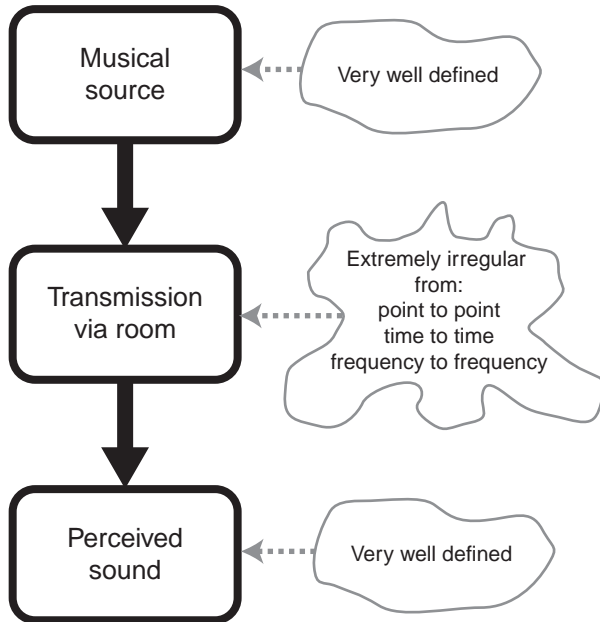 Musical
source
Very well defined
Transmission
via room
Extremely irregular
from:
point to point
time to time
frequency to frequency
Perceived
sound
Very well defined